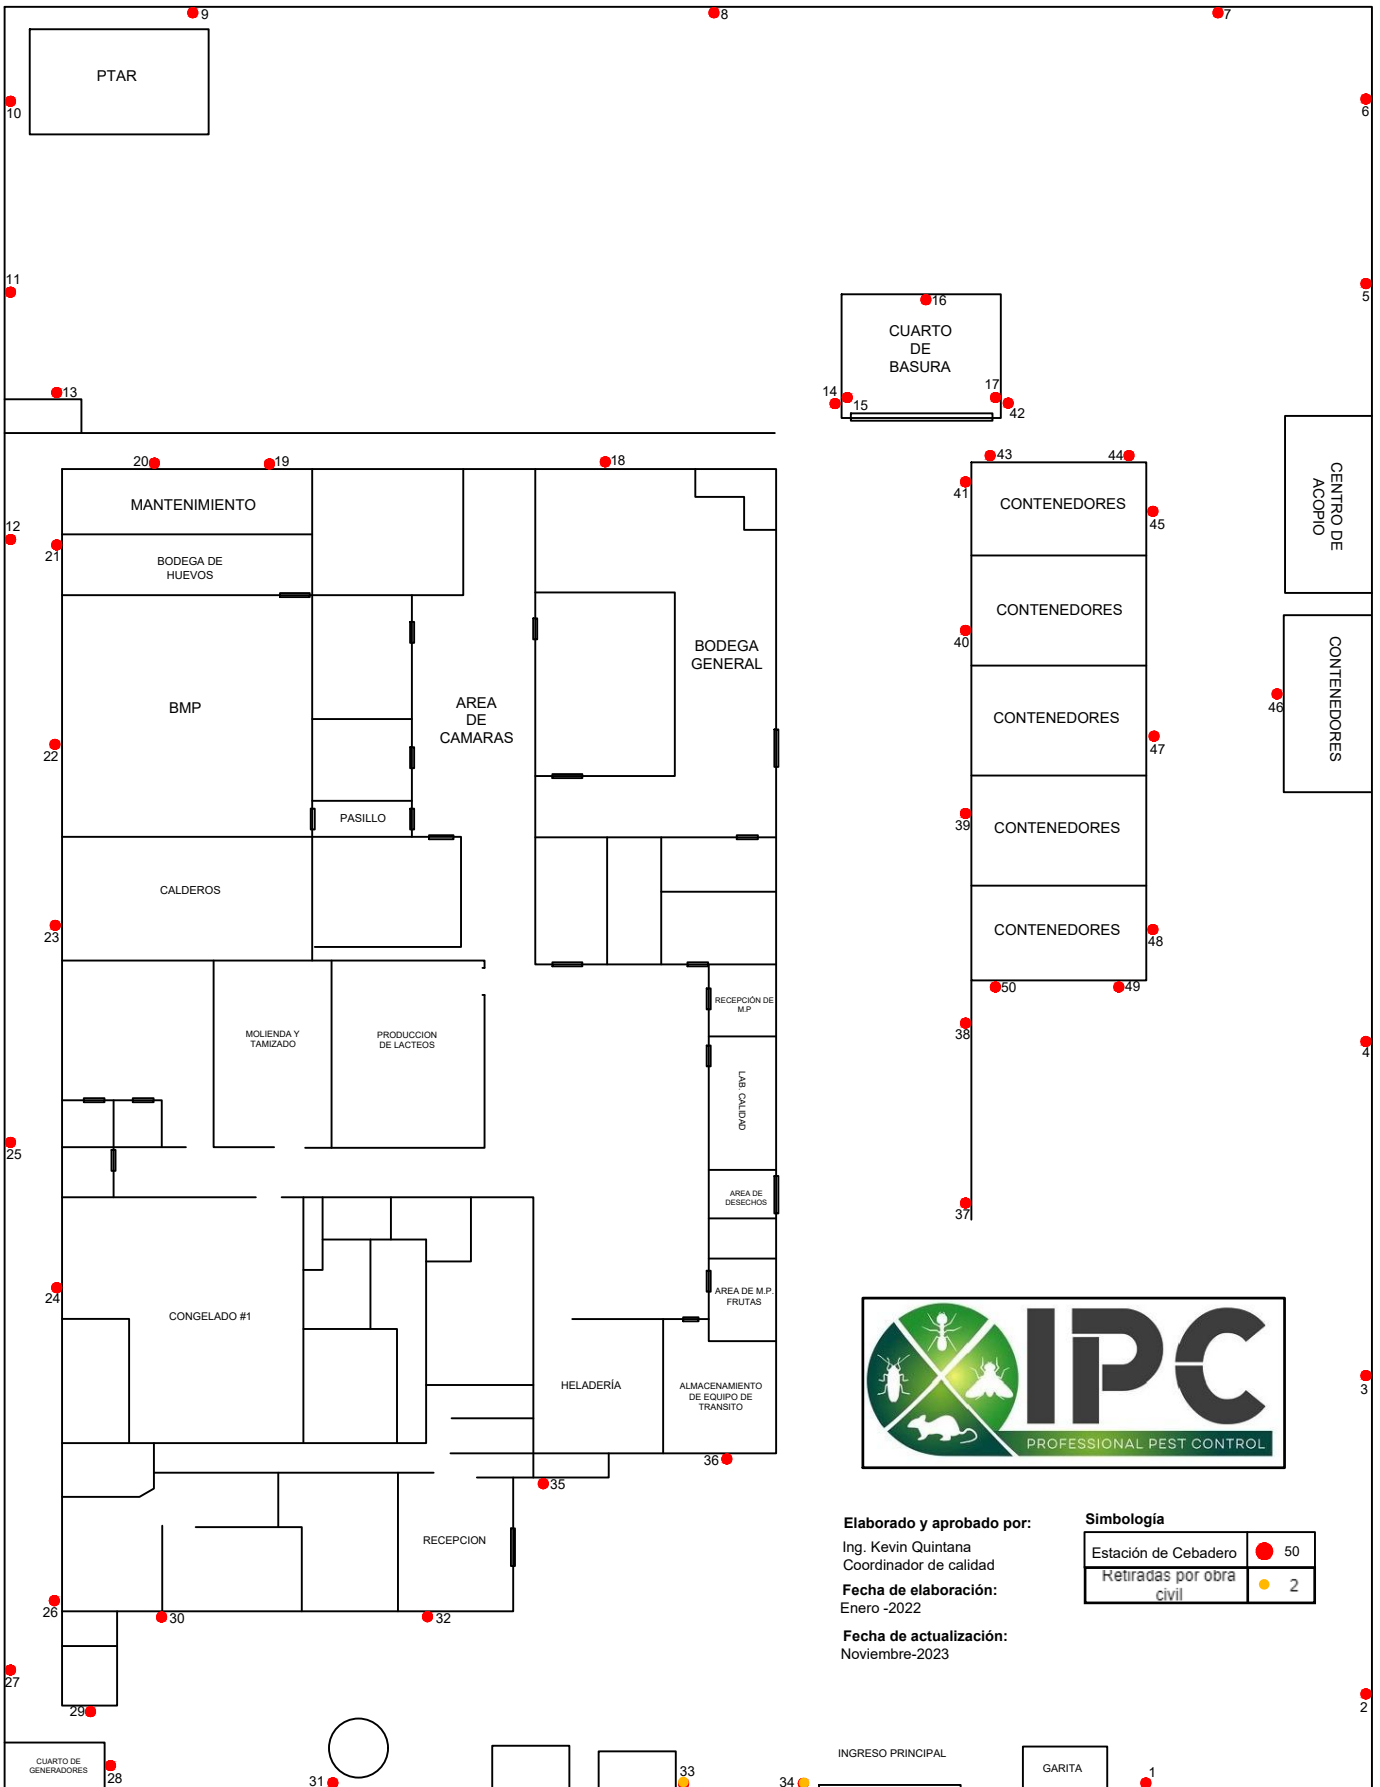 9
8
7
PTAR
10
6
11
5
16
CUARTO
DE
BASURA
13
14
15
17
42
20
19
18
43
44
MANTENIMIENTO
41
CONTENEDORES
45
CENTRO DE
ACOPIO
12
21
BODEGA DE
HUEVOS
CONTENEDORES
40
BODEGA
GENERAL
CONTENEDORES
46
BMP
AREA
DE
CAMARAS
CONTENEDORES
47
22
PASILLO
39
CONTENEDORES
CALDEROS
23
CONTENEDORES
48
50
49
RECEPCIÓN DE
M.P
38
MOLIENDA Y
TAMIZADO
PRODUCCION
DE LACTEOS
4
LAB. CALIDAD
25
AREA DE
DESECHOS
37
24
CONGELADO #1
AREA DE M.P.
FRUTAS
IPC
PROFESSIONAL PEST CONTROL
HELADERÍA
ALMACENAMIENTO
DE EQUIPO DE
TRANSITO
3
36
35
RECEPCION
Elaborado y aprobado por:
Ing. Kevin Quintana
Coordinador de calidad
Fecha de elaboración:
Enero -2022
Fecha de actualización:
Noviembre-2023
Simbología
Estación de Cebadero 50
Retiradas por obra
civil 2
26
30
32
27
29
2
CUARTO DE
GENERADORES
28
31
33
34
INGRESO PRINCIPAL
GARITA
1